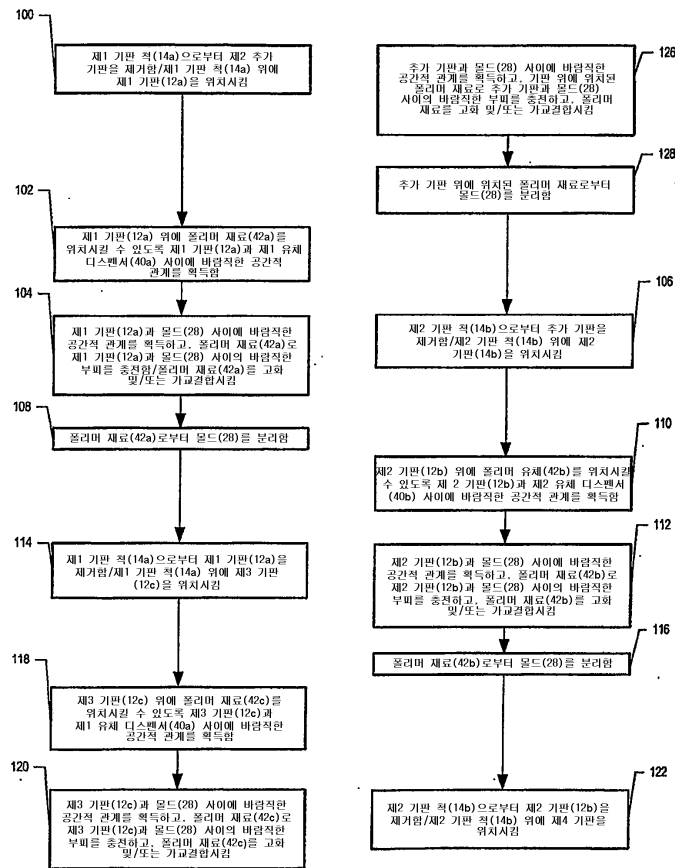 100
제1 기판 척(14a)으로부터 제2 추가
기판을 제거함/제1 기판 척(14a) 위에
제1 기판(12a)을 위치시킴
102
제1 기판(12a) 위에 폴리머 재료(42a)를
위치시킬 수 있도록 제1 기판(12a)과 제1 유체
디스펜서(40a) 사이에 바람직한 공간적
관계를 획득함
104
제1 기판(12a)과 몰드(28) 사이에 바람직한
공간적 관계를 획득하고, 폴리머 재료(42a)로
제1 기판(12a)과 몰드(28) 사이의 바람직한
부피를 충전함/폴리머 재료(42a)를 고화
및/또는 가교결합시킴
108
폴리머 재료(42a)로부터 몰드(28)를 분리함
114
제1 기판 척(14a)으로부터 제1 기판(12a)을
제거함/제1 기판 척(14a) 위에 제3 기판
(12c)을 위치시킴
118
제3 기판(12c) 위에 폴리머 재료(42c)를
위치시킬 수 있도록 제3 기판(12c)과
제1 유체 디스펜서(40a) 사이에 바람직한
공간적 관계를 획득함
120
제3 기판(12c)과 몰드(28) 사이에 바람직한
공간적 관계를 획득하고, 폴리머 재료(42c)로
제3 기판(12c)과 몰드(28) 사이의 바람직한
부피를 충전하고, 폴리머 재료(42c)를 고화
및/또는 가교결합시킴
126
추가 기판과 몰드(28) 사이에 바람직한
공간적 관계를 획득하고, 기판 위에 위치된
폴리머 재료로 추가 기판과 몰드(28)
사이의 바람직한 부피를 충전하고, 폴리머
재료를 고화 및/또는 가교결합시킴
128
추가 기판 위에 위치된 폴리머 재료로부터
몰드(28)를 분리함
106
제2 기판 척(14b)으로부터 추가 기판을
제거함/제2 기판 척(14b) 위에 제2
기판(14b)을 위치시킴
110
제2 기판(12b) 위에 폴리머 유체(42b)를 위치시킬
수 있도록 제 2 기판(12b)과 제2 유체 디스펜서
(40b) 사이에 바람직한 공간적 관계를 획득함
112
제2 기판(12b)과 몰드(28) 사이에 바람직한
공간적 관계를 획득하고, 폴리머 재료(42b)로
제2 기판(12b)과 몰드(28) 사이의 바람직한
부피를 충전하고, 폴리머 재료(42b)를 고화
및/또는 가교결합시킴
116
폴리머 재료(42b)로부터 몰드(28)를 분리함
122
제2 기판 척(14b)으로부터 제2 기판(12b)을
제거함/제2 기판 척(14b) 위에 제4 기판을
위치시킴